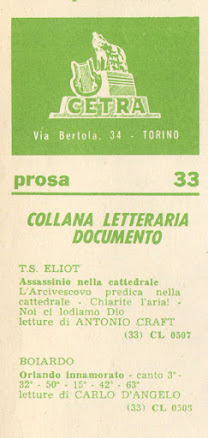 CETRA
Via Bertola, 34 - TORINO
prosa 33
COLLANA LETTERARIA
DOCUMENTO
T.S. ELIOT
Assassinio nella cattedrale
L'Arcivescovo predica nella
cattedrale - Chiarite l'aria! -
Noi ci lodiamo Dio
letture di ANTONIO CRAFT
(33) CL 0507
BOIARDO
Orlando innamorato - canto 3° -
32° - 50° - 15° - 42° - 63°
letture di CARLO D'ANGELO
(33) CL 0503